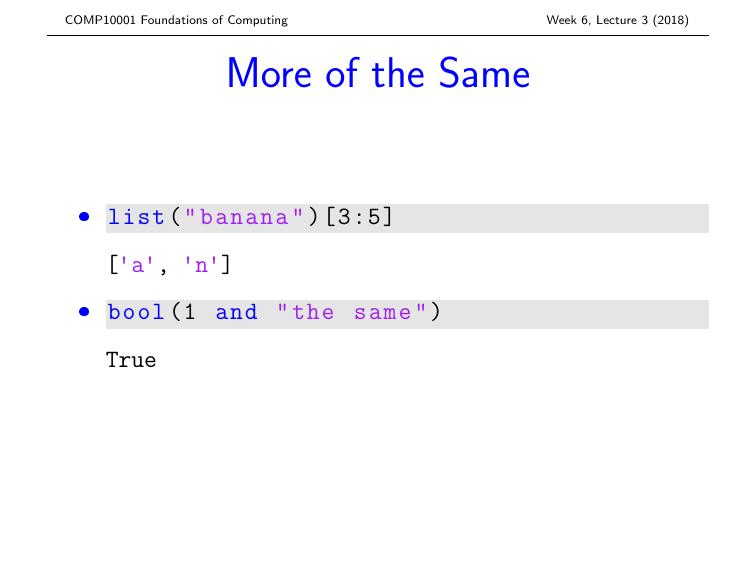 COMP10001 Foundations of Computing Week 6, Lecture 3 (2018)
More of the Same
• list("banana")[3:5]
['a', 'n']
• bool(1 and "the same")
True